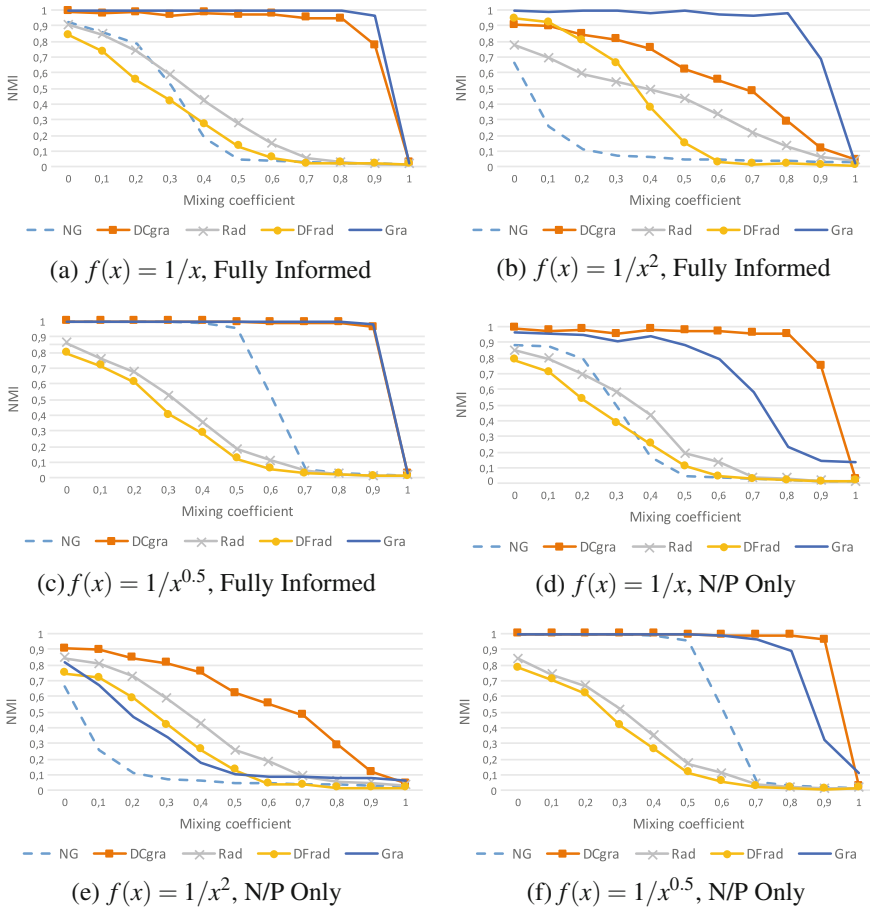 1
0,9
0,8
0,7
0,6
0,5
0,4
0,3
0,2
0,1
0
NMI
0 0,1 0,2 0,3 0,4 0,5 0,6 0,7 0,8 0,9 1
Mixing coefficient
NG DCgra Rad DFrad Gra
(a) f(x) = 1/x, Fully Informed
1
0,9
0,8
0,7
0,6
0,5
0,4
0,3
0,2
0,1
0
NMI
0 0,1 0,2 0,3 0,4 0,5 0,6 0,7 0,8 0,9 1
Mixing coefficient
NG DCgra Rad DFrad Gra
(b) f(x) = 1/x², Fully Informed
1
0,9
0,8
0,7
0,6
0,5
0,4
0,3
0,2
0,1
0
NMI
0 0,1 0,2 0,3 0,4 0,5 0,6 0,7 0,8 0,9 1
Mixing coefficient
NG DCgra Rad DFrad Gra
(c) f(x) = 1/x^0.5, Fully Informed
1
0,9
0,8
0,7
0,6
0,5
0,4
0,3
0,2
0,1
0
NMI
0 0,1 0,2 0,3 0,4 0,5 0,6 0,7 0,8 0,9 1
Mixing coefficient
NG DCgra Rad DFrad Gra
(d) f(x) = 1/x, N/P Only
1
0,9
0,8
0,7
0,6
0,5
0,4
0,3
0,2
0,1
0
NMI
0 0,1 0,2 0,3 0,4 0,5 0,6 0,7 0,8 0,9 1
Mixing coefficient
NG DCgra Rad DFrad Gra
(e) f(x) = 1/x², N/P Only
1
0,9
0,8
0,7
0,6
0,5
0,4
0,3
0,2
0,1
0
NMI
0 0,1 0,2 0,3 0,4 0,5 0,6 0,7 0,8 0,9 1
Mixing coefficient
NG DCgra Rad DFrad Gra
(f) f(x) = 1/x^0.5, N/P Only